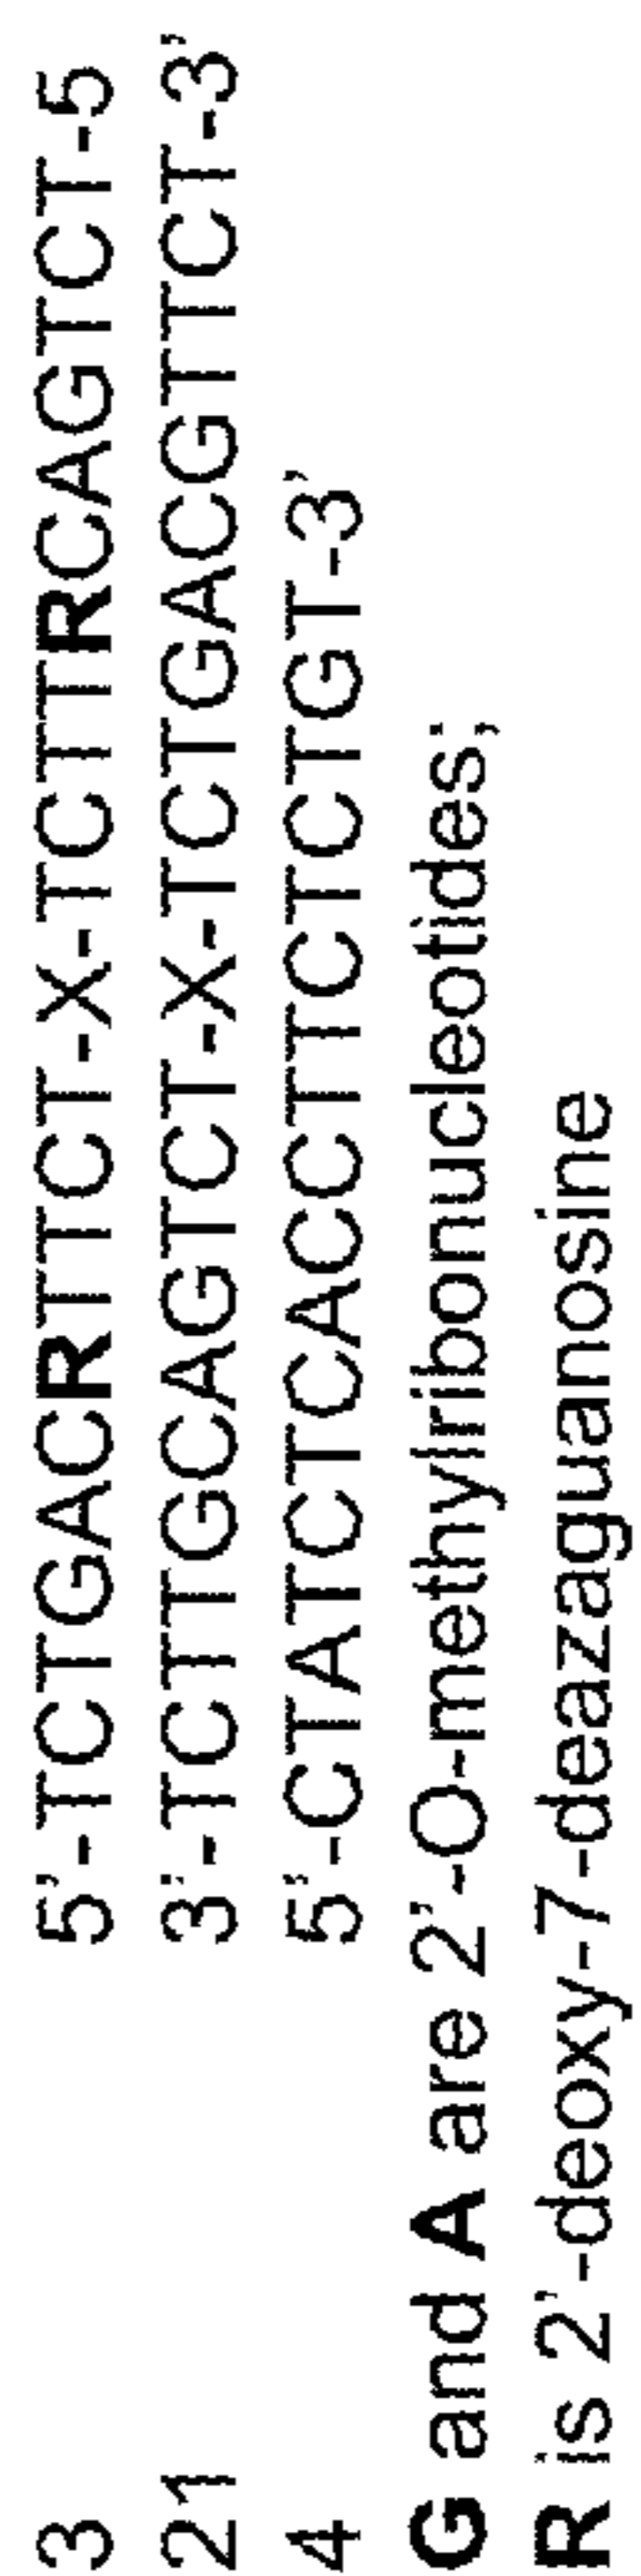 3 5'-TCTGACRTTCT-X-TCTTRCAGTCT-5
21 3'-TCTTGCAGTCT-X-TCTGACGTTCT-3'
4 5'-CTATCTCACCTTCTCTGT-3'
G and A are 2'-O-methylribonucleotides;
R is 2'-deoxy-7-deazaguanosine